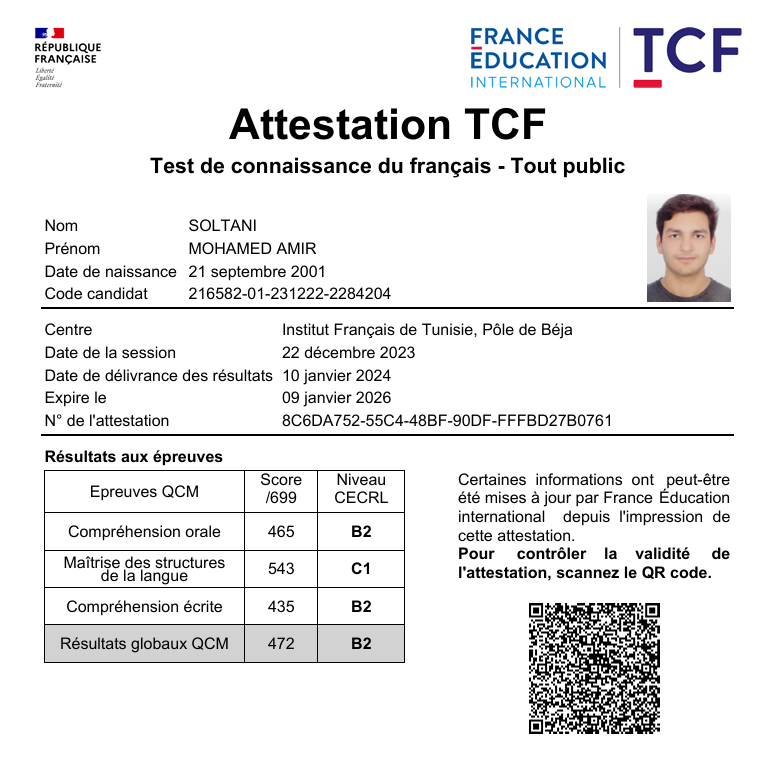 RÉPUBLIQUE
FRANÇAISE
Liberté
Égalité
Fraternité
FRANCE
ÉDUCATION
INTERNATIONAL
TCF
Attestation TCF
Test de connaissance du français - Tout public
Nom SOLTANI
Prénom MOHAMED AMIR
Date de naissance 21 septembre 2001
Code candidat 216582-01-231222-2284204
Centre Institut Français de Tunisie, Pôle de Béja
Date de la session 22 décembre 2023
Date de délivrance des résultats 10 janvier 2024
Expire le 09 janvier 2026
N° de l'attestation 8C6DA752-55C4-48BF-90DF-FFFBD27B0761
Résultats aux épreuves
Epreuves QCM Score /699 Niveau CECRL
Compréhension orale 465 B2
Maîtrise des structures de la langue 543 C1
Compréhension écrite 435 B2
Résultats globaux QCM 472 B2
Certaines informations ont peut-être
été mises à jour par France Éducation
international depuis l'impression de
cette attestation.
Pour contrôler la validité de
l'attestation, scannez le QR code.